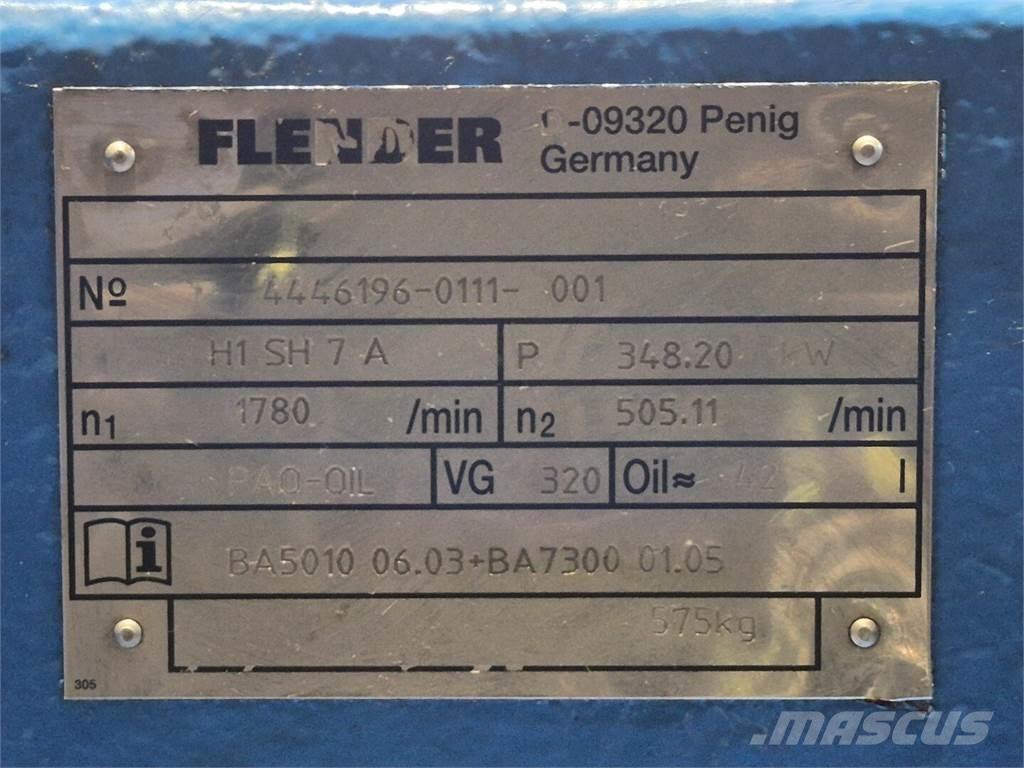 FLENDER D-09320 Penig
Germany
Nº 4446196-0111- 001
H1 SH 7 A P 348.20 kW
n1 1780 /min n2 505.11 /min
PAO-OIL VG 320 Oil≈ 42 l
i BA5010 06.03+BA7300 01.05
575kg
305
MASCUS